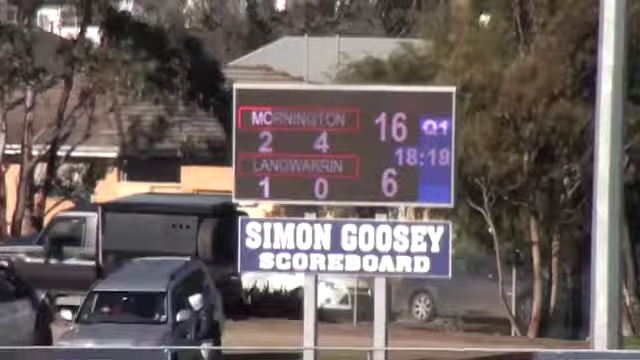 MORNINGTON
2 4 16 Q1
18:19
LANGWARRIN
1 0 6
SIMON GOOSEY
SCOREBOARD